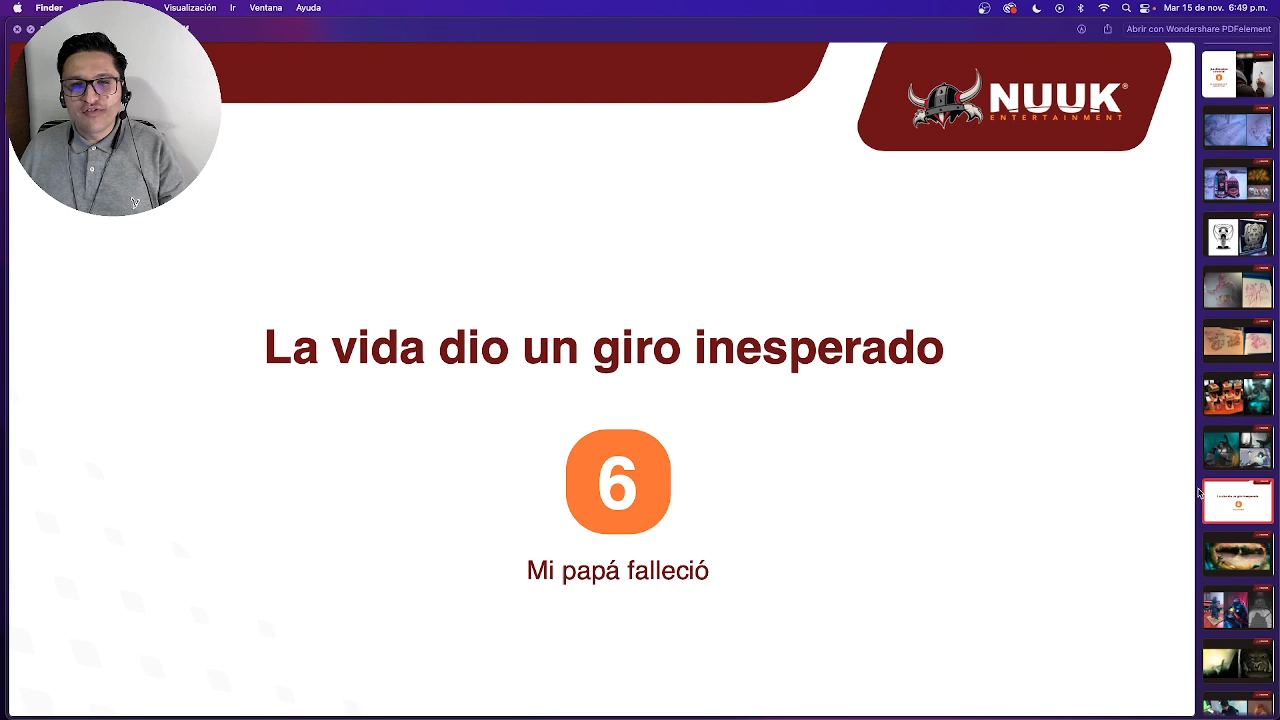 Finder
Visualización
Ir
Ventana
Ayuda
Mar 15 de nov. 6:49 p.m.
Abrir con Wondershare PDFelement
NUUK®
ENTERTAINMENT
La vida dio un giro inesperado
6
Mi papá falleció